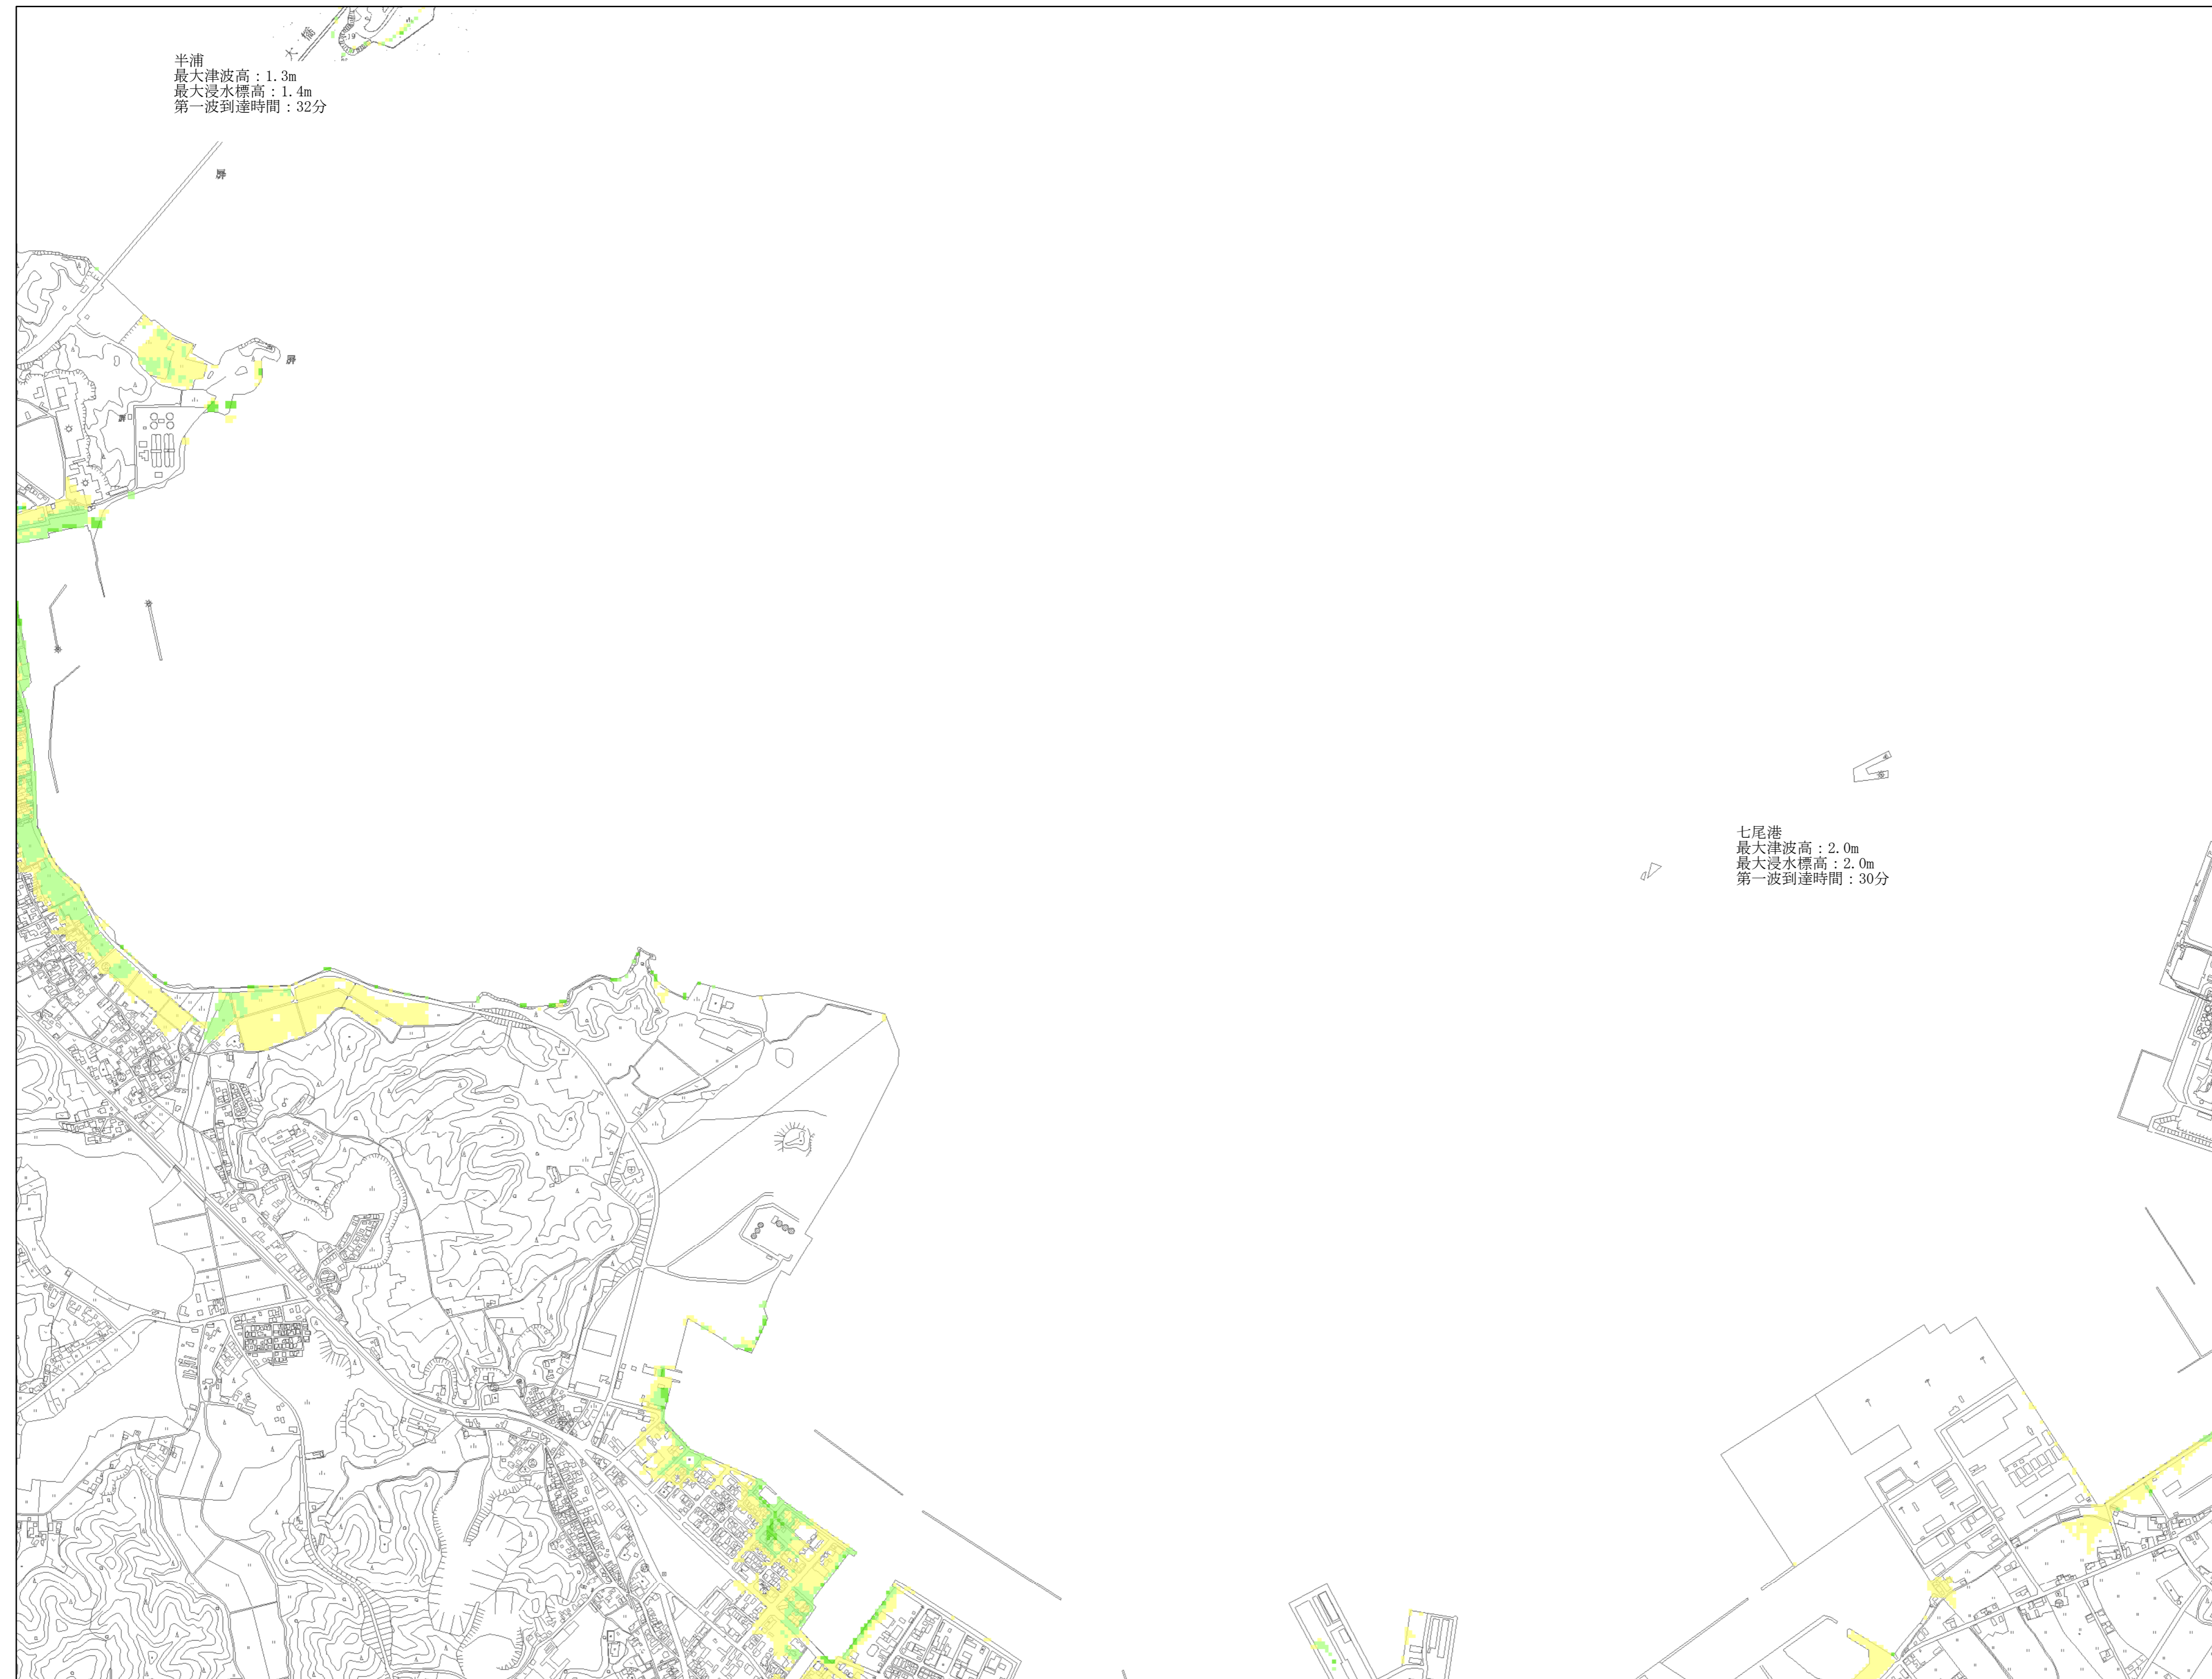 大橋
半浦
最大津波高：1.3m
最大浸水標高：1.4m
第一波到達時間：32分
七尾港
最大津波高：2.0m
最大浸水標高：2.0m
第一波到達時間：30分